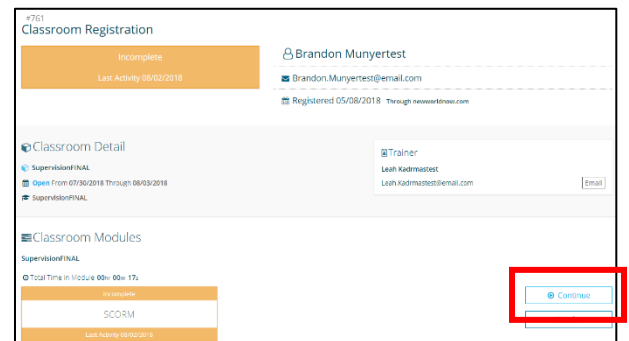 #761
Classroom Registration
Incomplete
Last Activity 08/02/2018
Brandon Munyertest
Brandon.Munyertest@email.com
Registered 05/08/2018 Through newworldnow.com
Classroom Detail
SupervisionFINAL
Open From 07/30/2018 Through 08/03/2018
SupervisionFINAL
Trainer
Leah Kadrmastest
Leah.Kadrmastest@email.com
Email
Classroom Modules
SupervisionFINAL
Total Time in Module 00hr 00m 17s
Incomplete
SCORM
Last Activity 08/02/2018
Continue